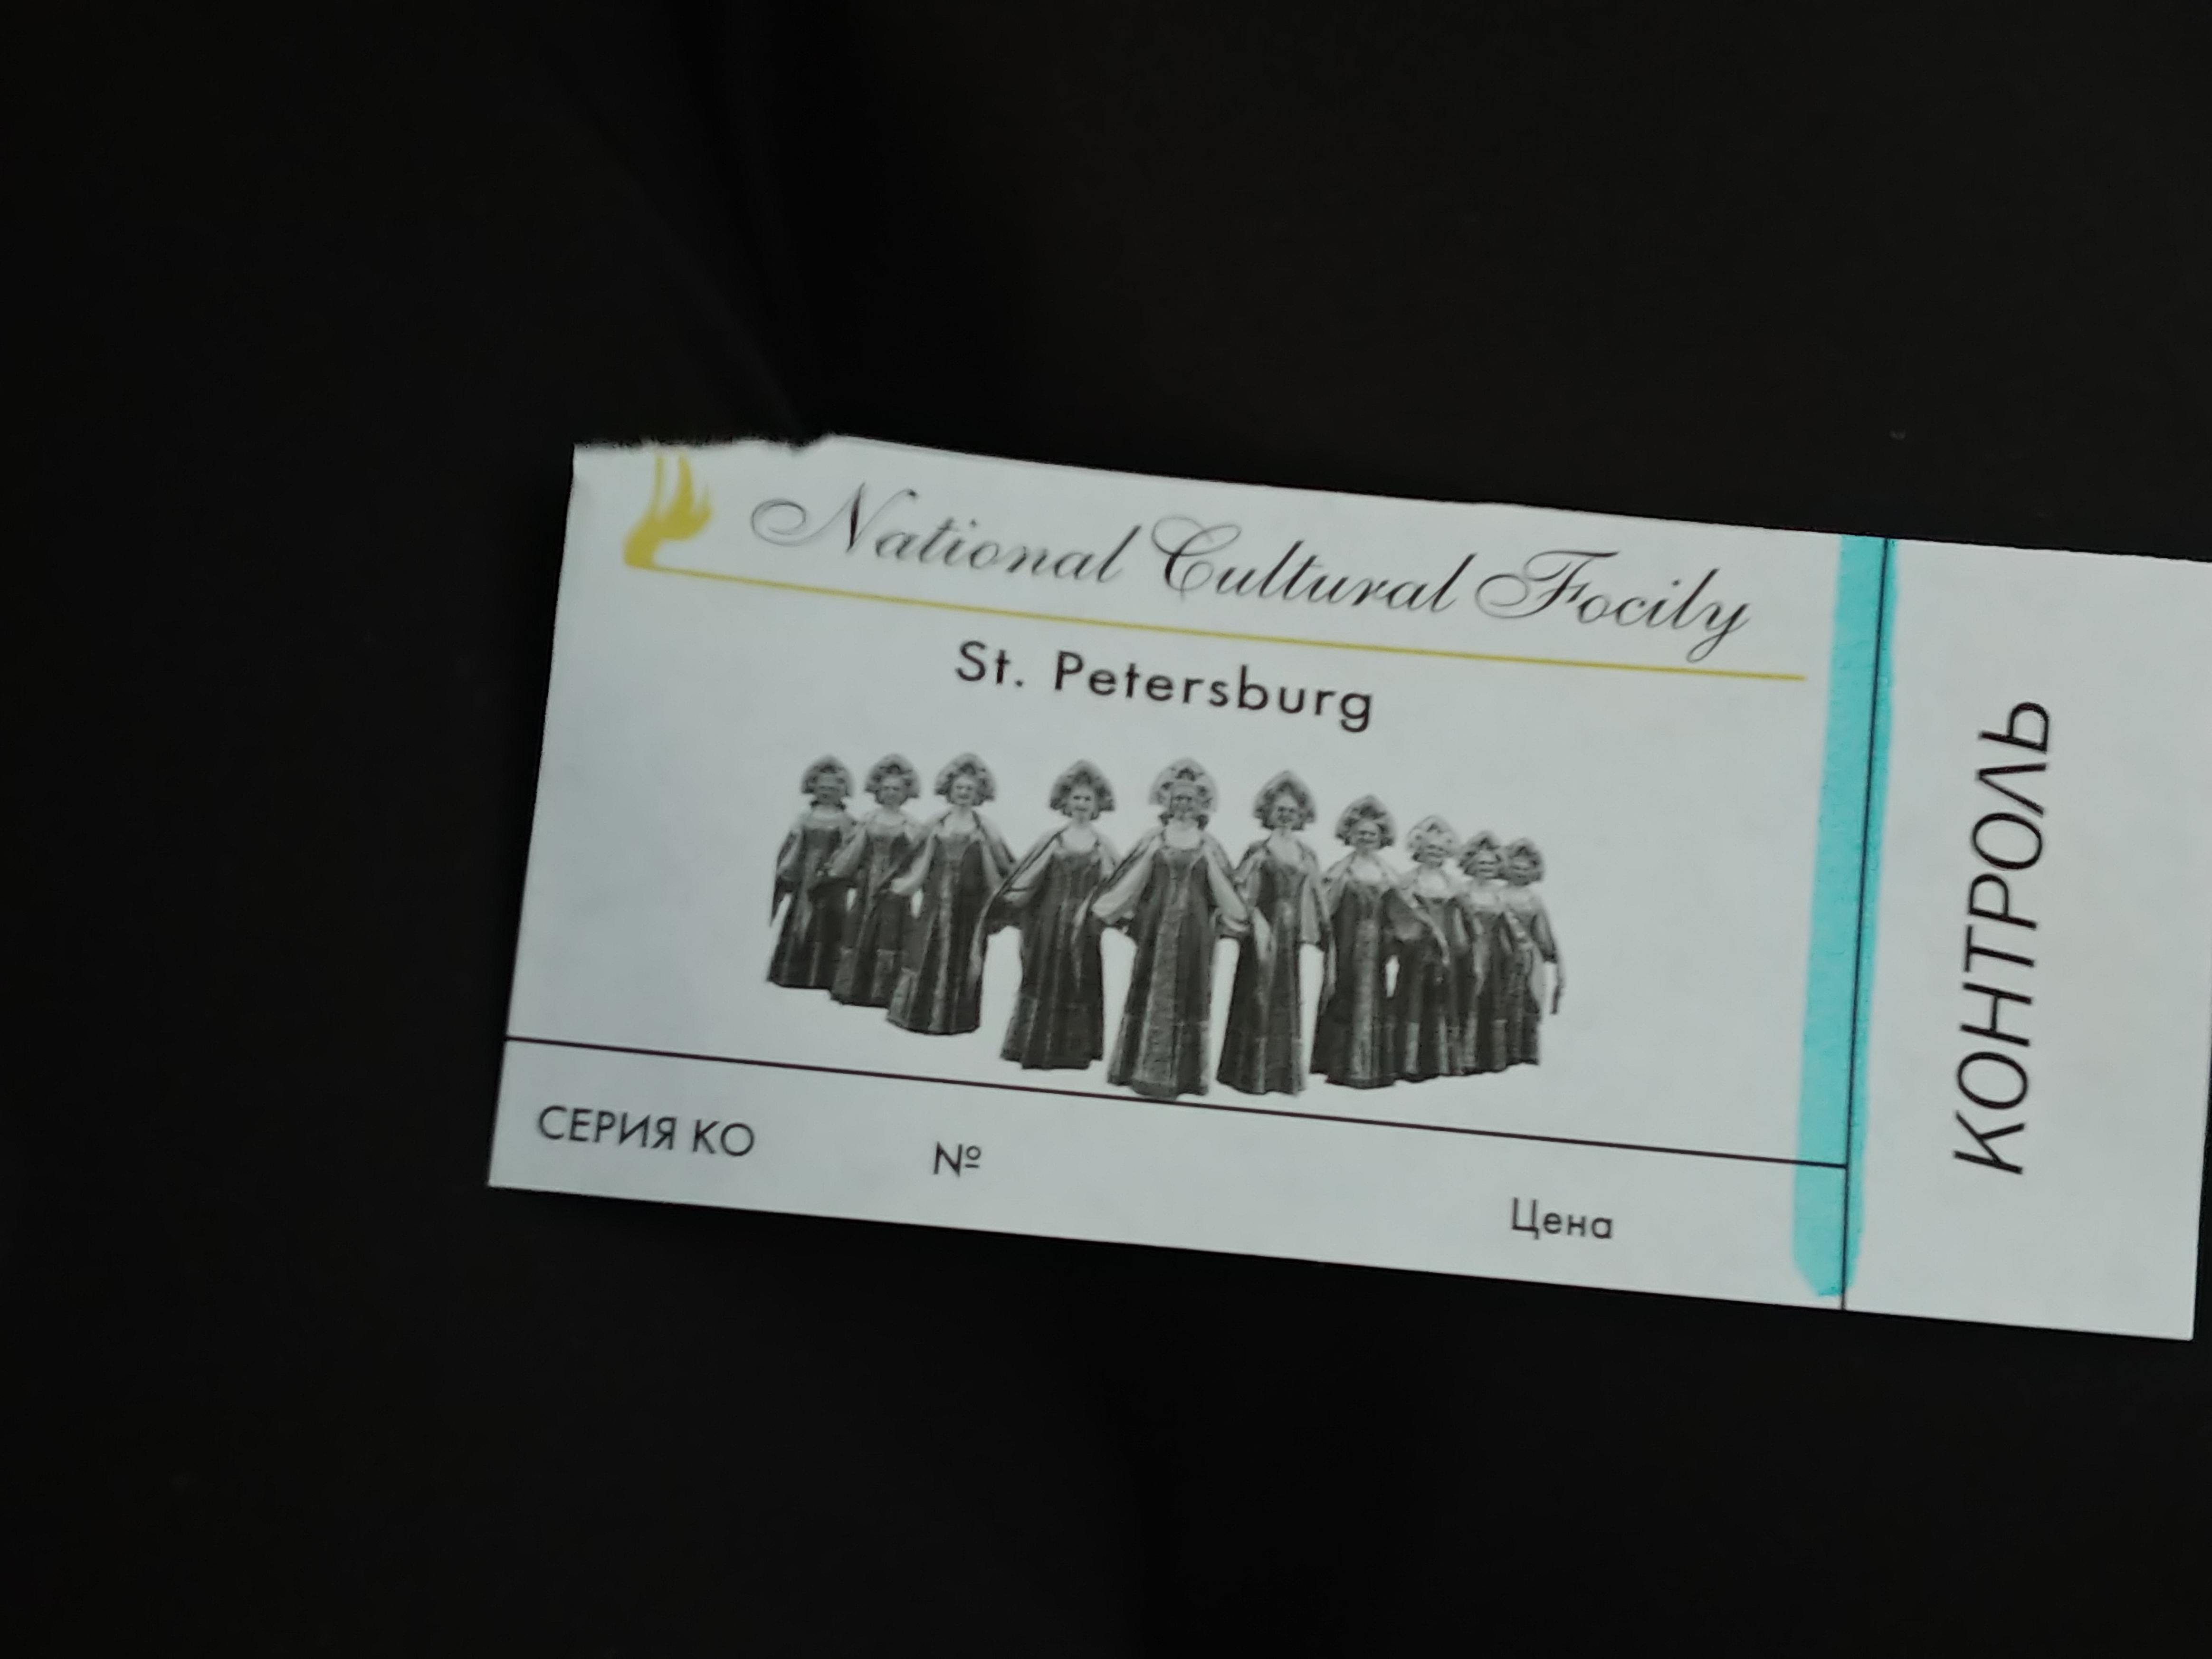 National Cultural Focily
St. Petersburg
СЕРИЯ КО
№
Цена
КОНТРОЛЬ